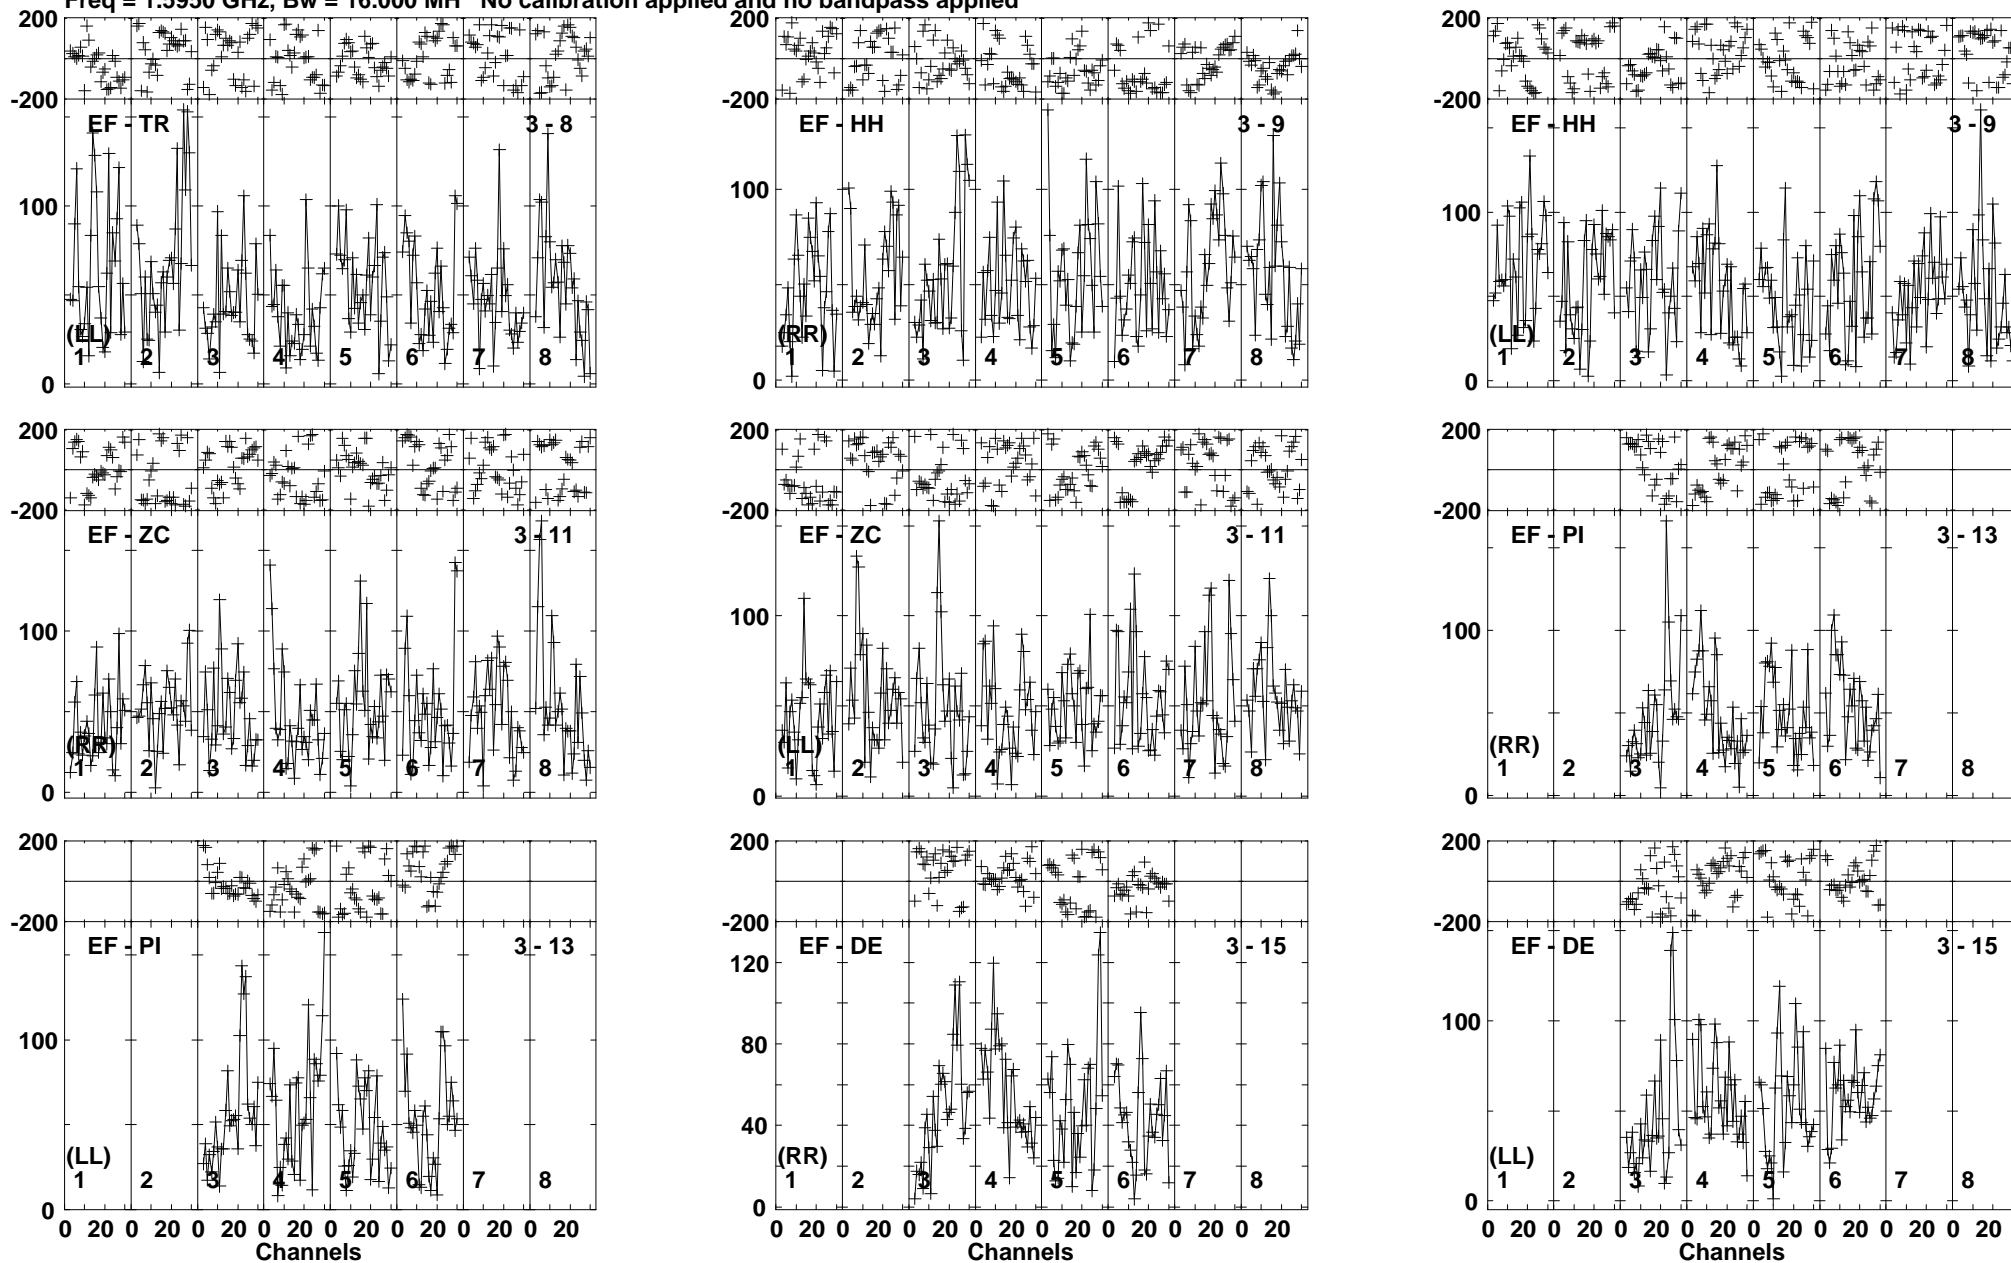 Freq = 1.5950 GHz, Bw = 16.000 MH No calibration applied and no bandpass applied
200 200 200
-200 -200 -200
EF - TR 3 - 8 EF - HH 3 - 9 EF - HH 3 - 9
100 100 100
(LL) (RR) (LL)
1 2 3 4 5 6 7 8 1 2 3 4 5 6 7 8 1 2 3 4 5 6 7 8
0 0 0
200 200 200
-200 -200 -200
EF - ZC 3 - 11 EF - ZC 3 - 11 EF - PI 3 - 13
100 100 100
(RR) (LL) (RR)
1 2 3 4 5 6 7 8 1 2 3 4 5 6 7 8 1 2 3 4 5 6 7 8
0 0 0
200 200 200
-200 -200 -200
EF - PI 3 - 13 EF - DE 3 - 15 EF - DE 3 - 15
120
100 100
80
40
(LL) (RR) (LL)
1 2 3 4 5 6 7 8 1 2 3 4 5 6 7 8 1 2 3 4 5 6 7 8
0 0 0
0 20 0 20 0 20 0 20 0 20 0 20 0 20 0 20 0 20 0 20 0 20 0 20 0 20 0 20 0 20 0 20 0 20 0 20 0 20 0 20 0 20 0 20 0 20 0 20
Channels Channels Channels